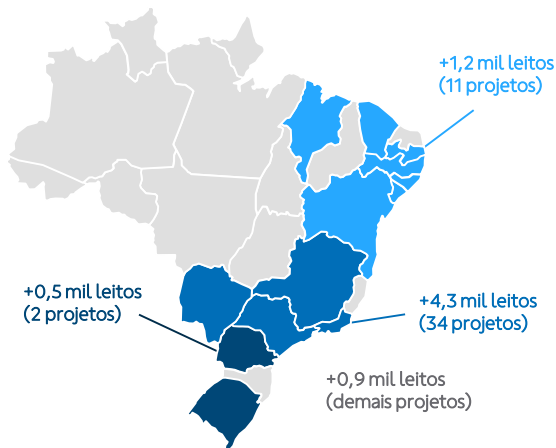 +1,2 mil leitos
(11 projetos)
+0,5 mil leitos
(2 projetos)
+4,3 mil leitos
(34 projetos)
+0,9 mil leitos
(demais projetos)